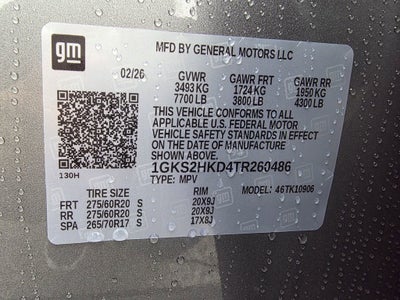 gm
MFD BY GENERAL MOTORS LLC
02/26 GVWR GAWR FRT GAWR RR
3493 KG 1724 KG 1950 KG
7700 LB 3800 LB 4300 LB
THIS VEHICLE CONFORMS TO ALL
APPLICABLE U.S. FEDERAL MOTOR
VEHICLE SAFETY STANDARDS IN EFFECT
ON THE DATE OF MANUFACTURE
SHOWN ABOVE.
1GKS2HKD4TR260486
130H TYPE: MPV MODEL: 46TK10906
TIRE SIZE RIM
FRT 275/60R20 S 20X9J
RR 275/60R20 S 20X9J
SPA 265/70R17 S 17X8J